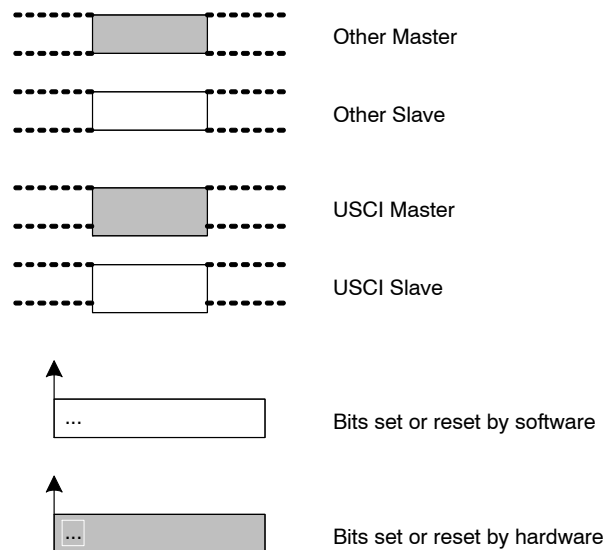 Other Master
Other Slave
USCI Master
USCI Slave
...
Bits set or reset by software
...
Bits set or reset by hardware